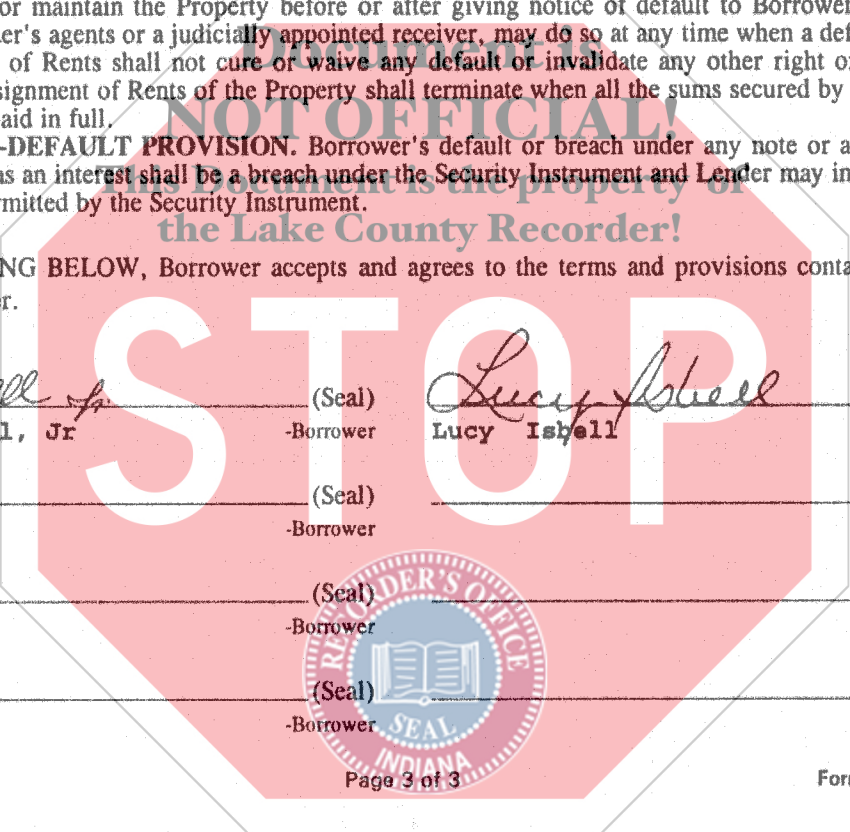 or maintain the Property before or after giving notice of default to Borrower
er's agents or a judicially appointed receiver, may do so at any time when a def
of Rents shall not cure or waive any default or invalidate any other right or
signment of Rents of the Property shall terminate when all the sums secured by
aid in full.
-DEFAULT PROVISION. Borrower's default or breach under any note or a
as an interest shall be a breach under the Security Instrument and Lender may in
rmitted by the Security Instrument.
Document is
NOT OFFICIAL!
This Document is the property of
the Lake County Recorder!
NG BELOW, Borrower accepts and agrees to the terms and provisions conta
r.
STOP
ell Jr (Seal) Lucy Isbell
l, Jr -Borrower Lucy Isbell
(Seal)
-Borrower
(Seal)
-Borrower
(Seal)
-Borrower
RECORDER'S OFFICE
SEAL
INDIANA
Page 3 of 3 For